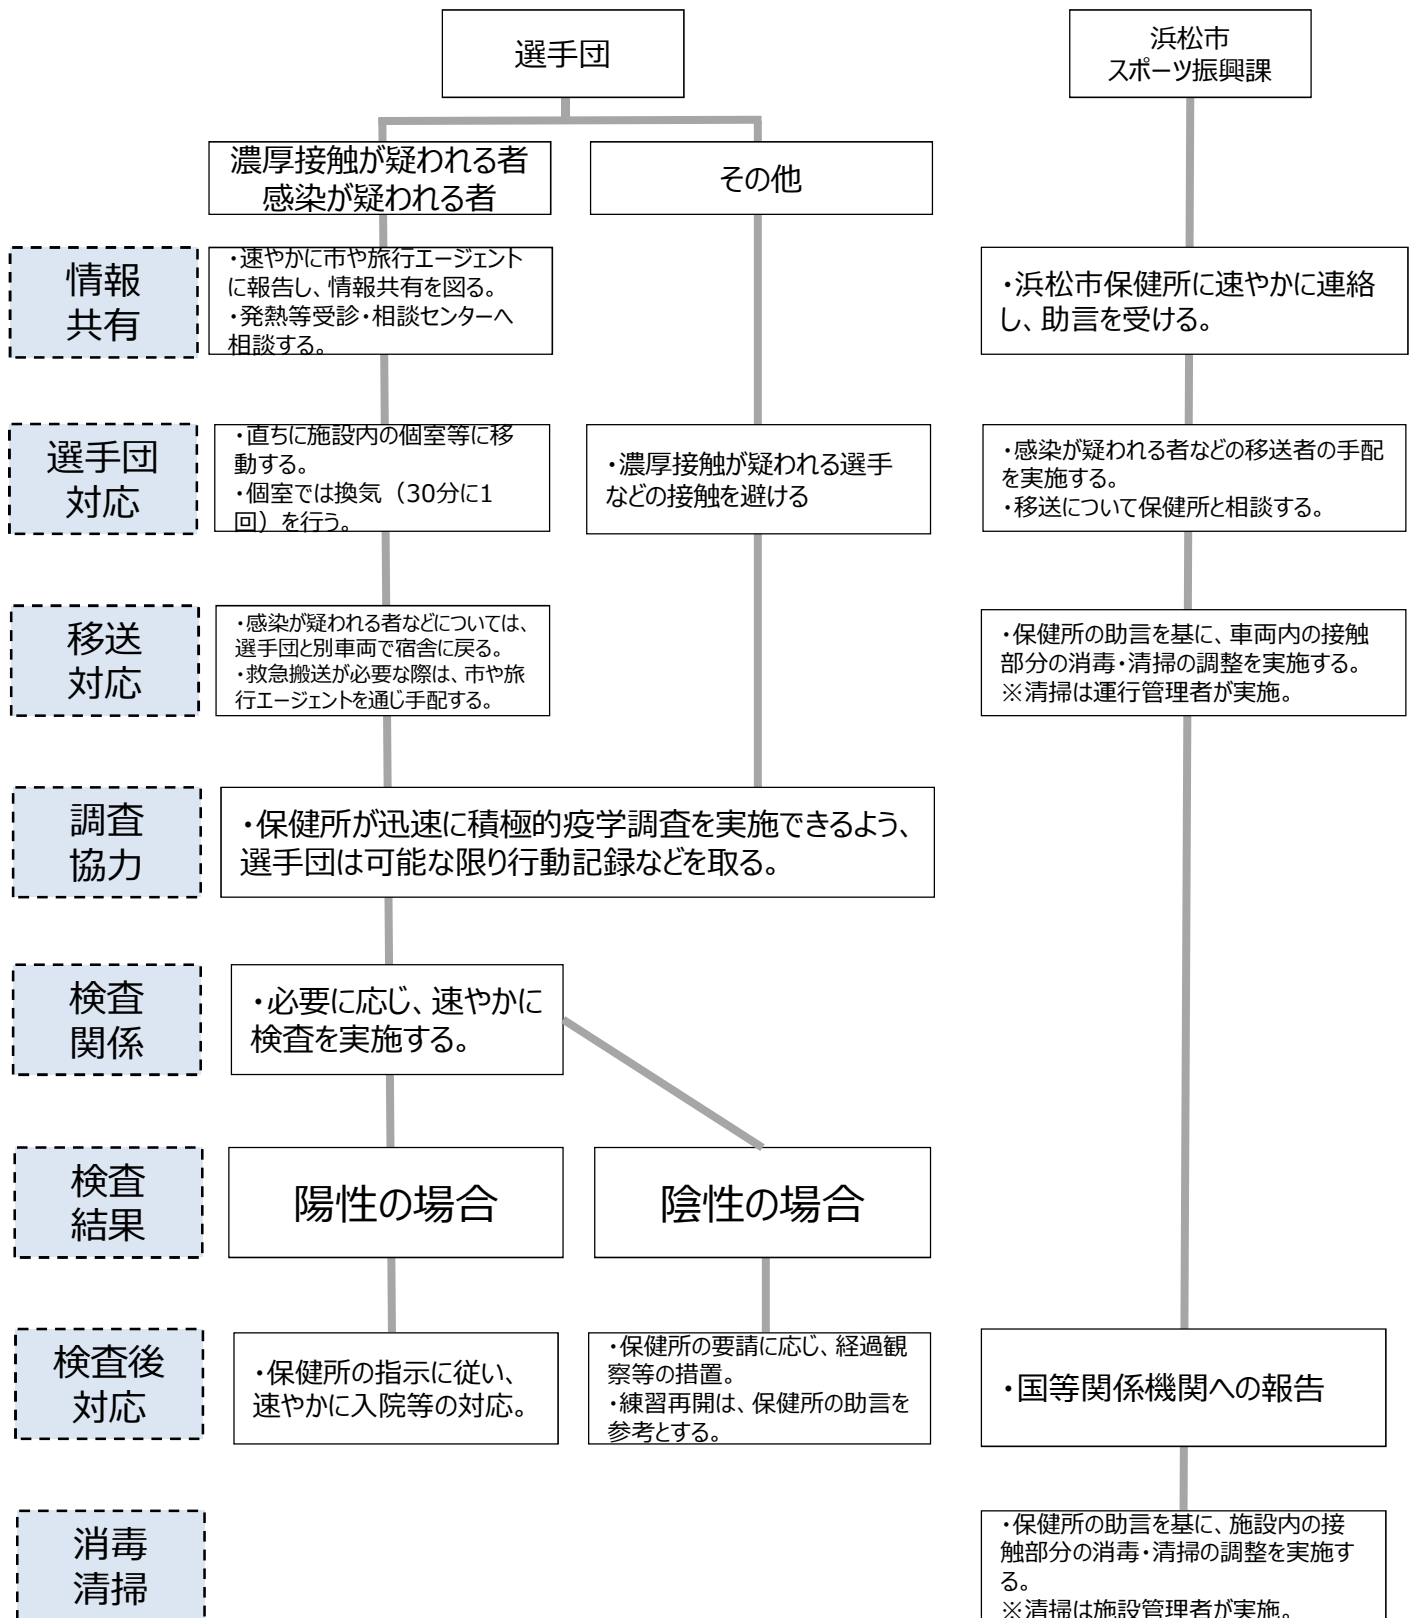 選手団
浜松市
スポーツ振興課
濃厚接触が疑われる者
感染が疑われる者
その他
情報
共有
・速やかに市や旅行エージェント
に報告し、情報共有を図る。
・発熱等受診・相談センターへ
相談する。
・浜松市保健所に速やかに連絡
し、助言を受ける。
選手団
対応
・直ちに施設内の個室等に移
動する。
・個室では換気（30分に1
回）を行う。
・濃厚接触が疑われる選手
などの接触を避ける
・感染が疑われる者などの移送者の手配
を実施する。
・移送について保健所と相談する。
移送
対応
・感染が疑われる者などについては、
選手団と別車両で宿舎に戻る。
・救急搬送が必要な際は、市や旅
行エージェントを通じ手配する。
・保健所の助言を基に、車両内の接触
部分の消毒・清掃の調整を実施する。
※清掃は運行管理者が実施。
調査
協力
・保健所が迅速に積極的疫学調査を実施できるよう、
選手団は可能な限り行動記録などを取る。
検査
関係
・必要に応じ、速やかに
検査を実施する。
検査
結果
陽性の場合
陰性の場合
検査後
対応
・保健所の指示に従い、
速やかに入院等の対応。
・保健所の要請に応じ、経過観
察等の措置。
・練習再開は、保健所の助言を
参考とする。
・国等関係機関への報告
消毒
清掃
・保健所の助言を基に、施設内の接
触部分の消毒・清掃の調整を実施す
る。
※清掃は施設管理者が実施。